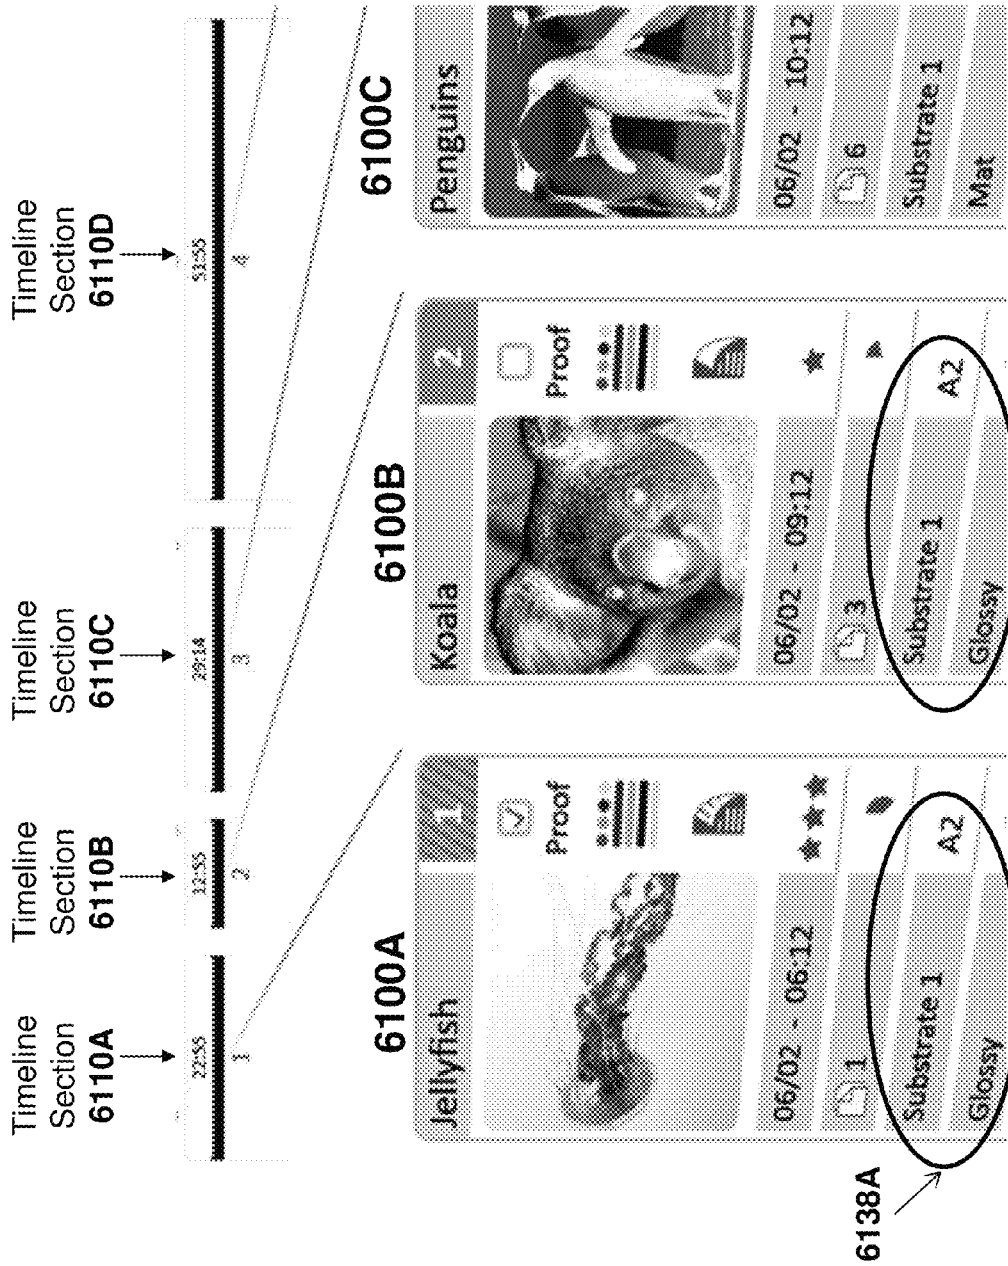 Timeline
Section
6110A
Timeline
Section
6110B
Timeline
Section
6110C
Timeline
Section
6110D
22:55
12:55
29:14
51:55
1
2
3
4
6100A
Jellyfish
1
Proof
06/02 - 06:12
1
Substrate 1
A2
Glossy
6138A
6100B
Koala
2
Proof
06/02 - 09:12
3
Substrate 1
A2
Glossy
6100C
Penguins
06/02 - 10:12
6
Substrate 1
Mat